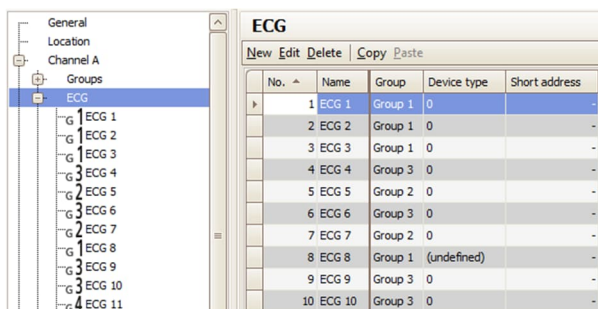 General
Location
Channel A
Groups
ECG
G 1 ECG 1
G 1 ECG 2
G 1 ECG 3
G 3 ECG 4
G 2 ECG 5
G 3 ECG 6
G 2 ECG 7
G 1 ECG 8
G 3 ECG 9
G 3 ECG 10
G 4 ECG 11
ECG
New Edit Delete Copy Paste
No. Name Group Device type Short address
1 ECG 1 Group 1 0 -
2 ECG 2 Group 1 0 -
3 ECG 3 Group 1 0 -
4 ECG 4 Group 3 0 -
5 ECG 5 Group 2 0 -
6 ECG 6 Group 3 0 -
7 ECG 7 Group 2 0 -
8 ECG 8 Group 1 (undefined) -
9 ECG 9 Group 3 0 -
10 ECG 10 Group 3 0 -